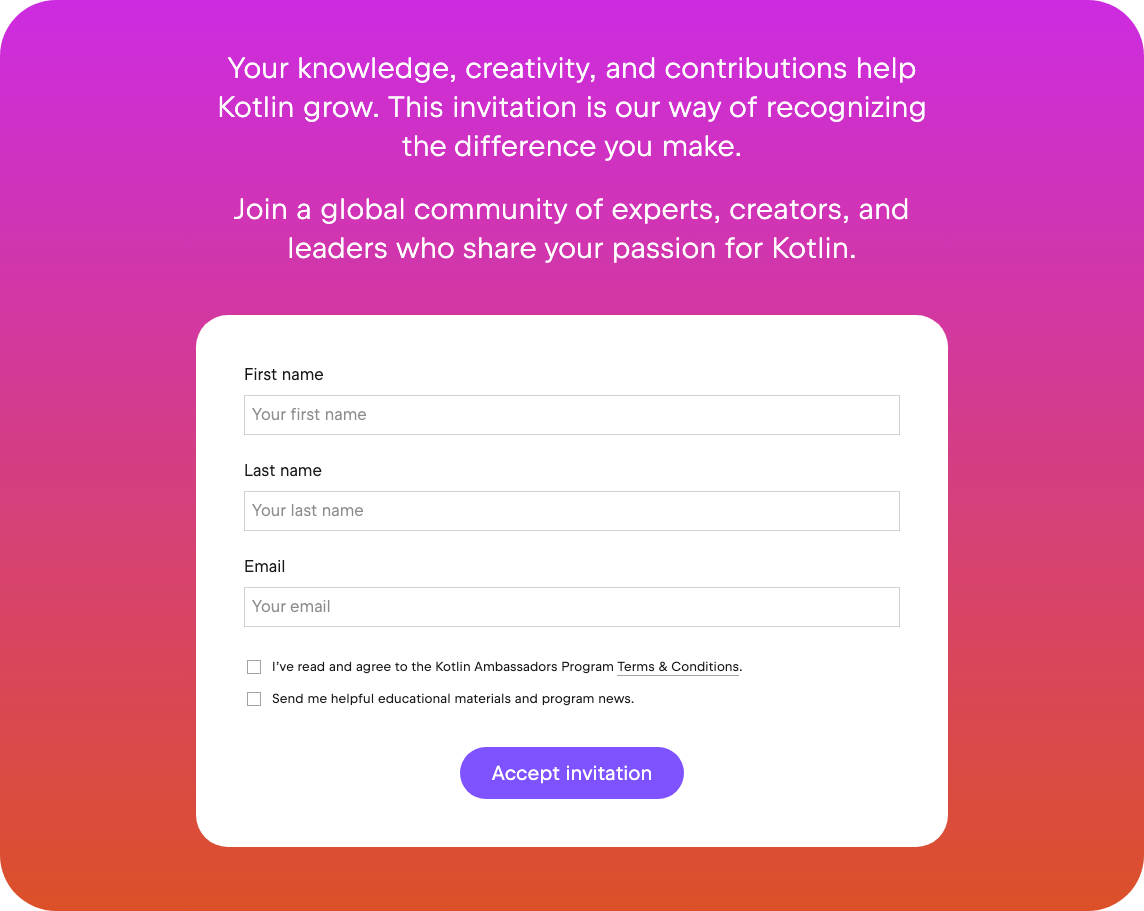 Your knowledge, creativity, and contributions help
Kotlin grow. This invitation is our way of recognizing
the difference you make.
Join a global community of experts, creators, and
leaders who share your passion for Kotlin.
First name
Your first name
Last name
Your last name
Email
Your email
I’ve read and agree to the Kotlin Ambassadors Program Terms & Conditions.
Send me helpful educational materials and program news.
Accept invitation